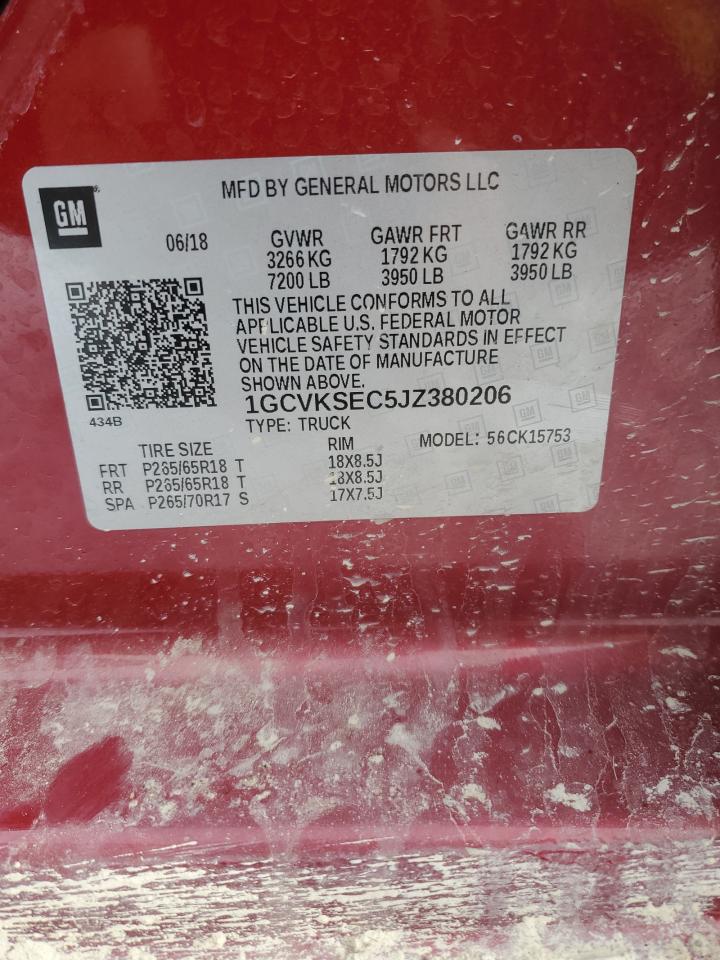 GM
MFD BY GENERAL MOTORS LLC
06/18 GVWR GAWR FRT GAWR RR
3266 KG 1792 KG 1792 KG
7200 LB 3950 LB 3950 LB
THIS VEHICLE CONFORMS TO ALL
APPLICABLE U.S. FEDERAL MOTOR
VEHICLE SAFETY STANDARDS IN EFFECT
ON THE DATE OF MANUFACTURE
SHOWN ABOVE.
434B
1GCVKSEC5JZ380206
TYPE: TRUCK MODEL: 56CK15753
TIRE SIZE RIM
FRT P265/65R18 T 18X8.5J
RR P265/65R18 T 18X8.5J
SPA P265/70R17 S 17X7.5J